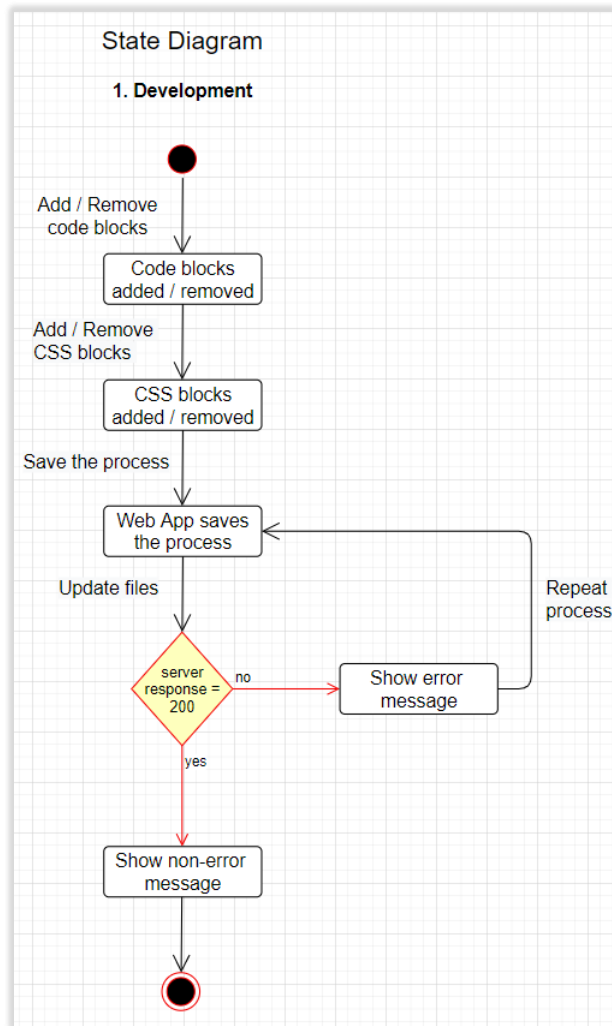 State Diagram
1. Development
Add / Remove
code blocks
Code blocks
added / removed
Add / Remove
CSS blocks
CSS blocks
added / removed
Save the process
Web App saves
the process
Update files
Repeat
process
server
response =
200
no
Show error
message
yes
Show non-error
message